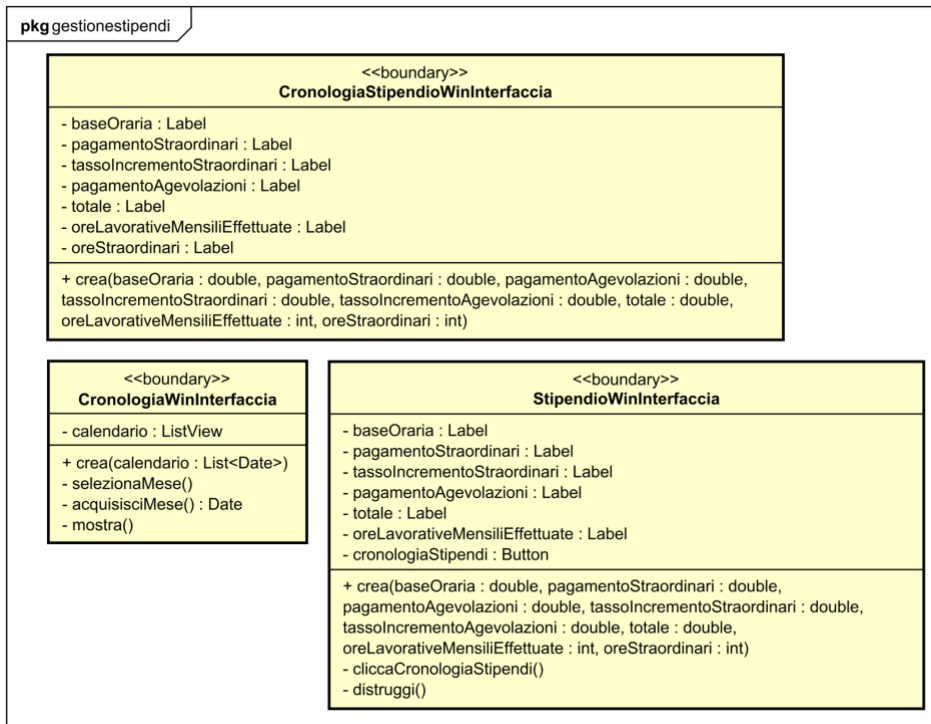 pkg gestionestipendi
<<boundary>>
CronologiaStipendioWinInterfaccia
- baseOraria : Label
- pagamentoStraordinari : Label
- tassoIncrementoStraordinari : Label
- pagamentoAgevolazioni : Label
- totale : Label
- oreLavorativeMensiliEffettuate : Label
- oreStraordinari : Label
+ crea(baseOraria : double, pagamentoStraordinari : double, pagamentoAgevolazioni : double,
tassoIncrementoStraordinari : double, tassoIncrementoAgevolazioni : double, totale : double,
oreLavorativeMensiliEffettuate : int, oreStraordinari : int)
<<boundary>>
CronologiaWinInterfaccia
- calendario : ListView
+ crea(calendario : List<Date>)
- selezionaMese()
- acquisisciMese() : Date
- mostra()
<<boundary>>
StipendioWinInterfaccia
- baseOraria : Label
- pagamentoStraordinari : Label
- tassoIncrementoStraordinari : Label
- pagamentoAgevolazioni : Label
- totale : Label
- oreLavorativeMensiliEffettuate : Label
- cronologiaStipendi : Button
+ crea(baseOraria : double, pagamentoStraordinari : double,
pagamentoAgevolazioni : double, tassoIncrementoStraordinari : double,
tassoIncrementoAgevolazioni : double, totale : double,
oreLavorativeMensiliEffettuate : int, oreStraordinari : int)
- cliccaCronologiaStipendi()
- distruggi()